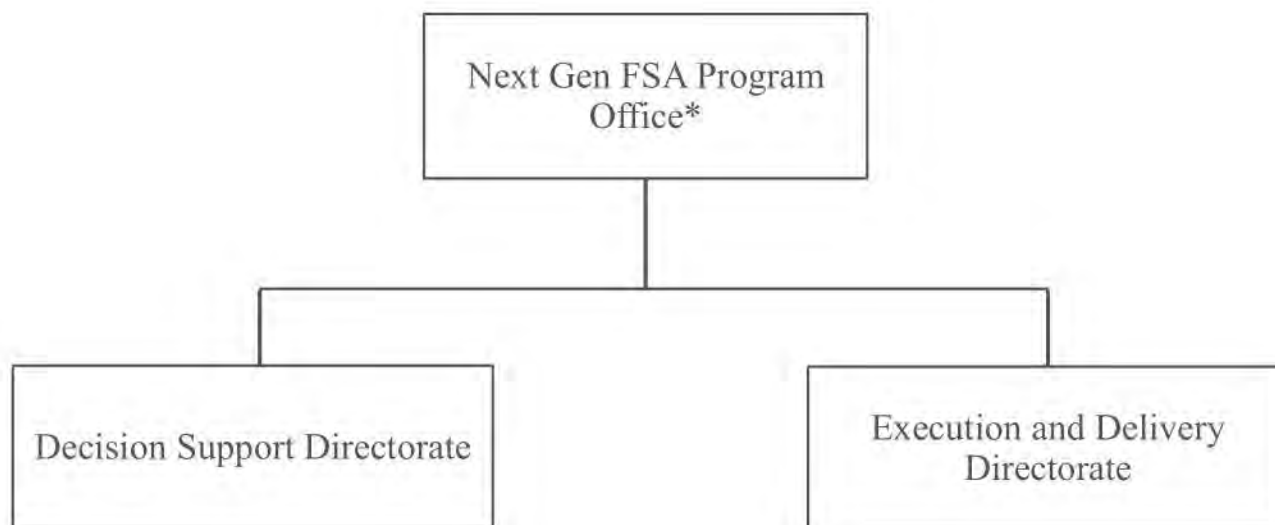 Next Gen FSA Program
Office*
Decision Support Directorate
Execution and Delivery
Directorate